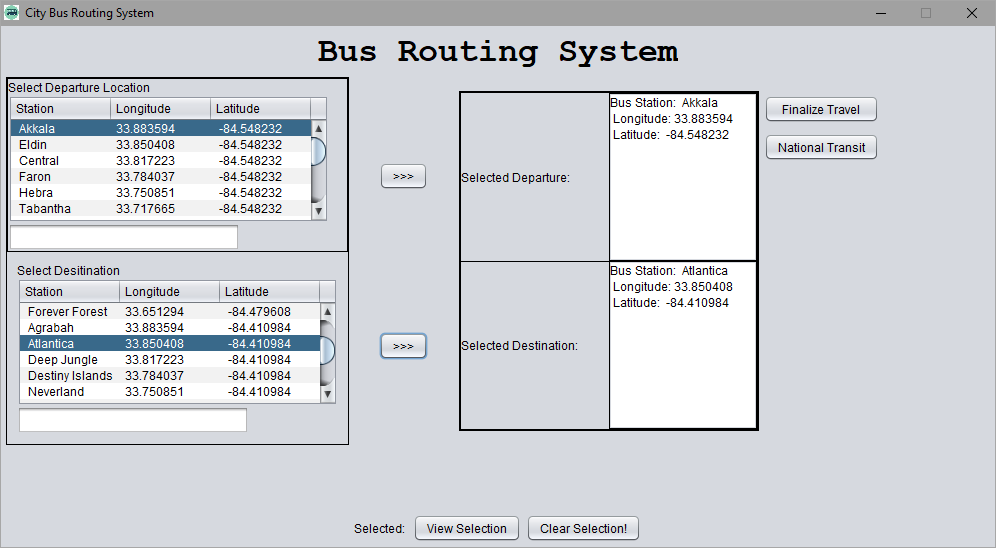 City Bus Routing System
Bus Routing System
Select Departure Location
Station Longitude Latitude
Akkala 33.883594 -84.548232
Eldin 33.850408 -84.548232
Central 33.817223 -84.548232
Faron 33.784037 -84.548232
Hebra 33.750851 -84.548232
Tabantha 33.717665 -84.548232
>>>
Selected Departure:
Bus Station: Akkala
Longitude: 33.883594
Latitude: -84.548232
Finalize Travel
National Transit
Select Desitination
Station Longitude Latitude
Forever Forest 33.651294 -84.479608
Agrabah 33.883594 -84.410984
Atlantica 33.850408 -84.410984
Deep Jungle 33.817223 -84.410984
Destiny Islands 33.784037 -84.410984
Neverland 33.750851 -84.410984
>>>
Selected Destination:
Bus Station: Atlantica
Longitude: 33.850408
Latitude: -84.410984
Selected: View Selection Clear Selection!